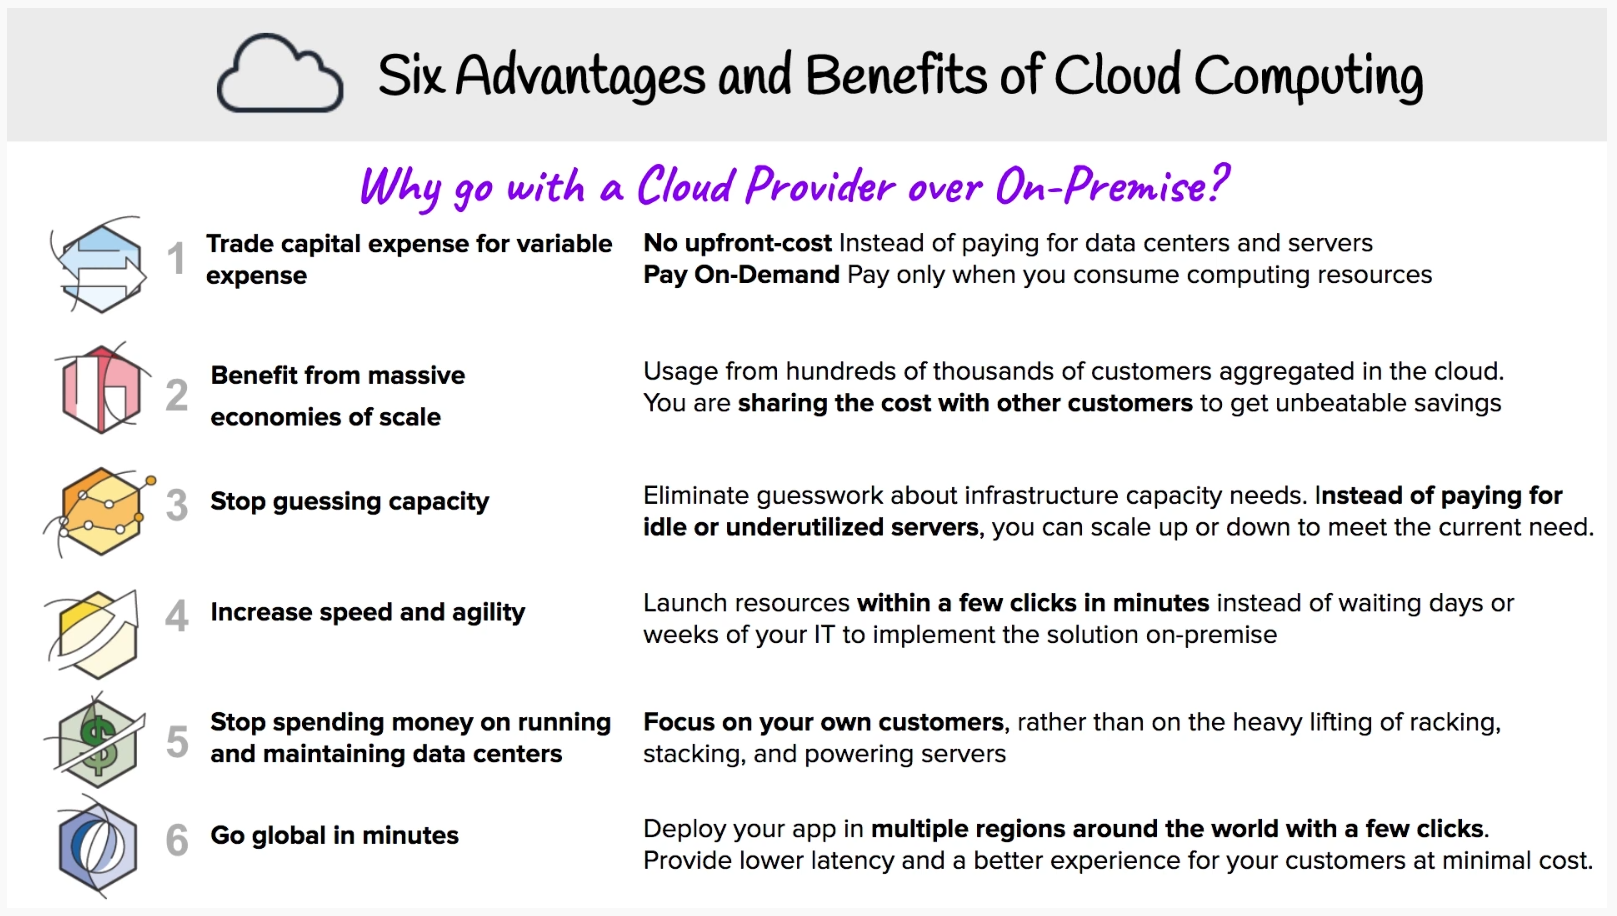 Six Advantages and Benefits of Cloud Computing
Why go with a Cloud Provider over On-Premise?
1
Trade capital expense for variable
expense
No upfront-cost Instead of paying for data centers and servers
Pay On-Demand Pay only when you consume computing resources
2
Benefit from massive
economies of scale
Usage from hundreds of thousands of customers aggregated in the cloud.
You are sharing the cost with other customers to get unbeatable savings
3
Stop guessing capacity
Eliminate guesswork about infrastructure capacity needs. Instead of paying for
idle or underutilized servers, you can scale up or down to meet the current need.
4
Increase speed and agility
Launch resources within a few clicks in minutes instead of waiting days or
weeks of your IT to implement the solution on-premise
5
Stop spending money on running
and maintaining data centers
Focus on your own customers, rather than on the heavy lifting of racking,
stacking, and powering servers
6
Go global in minutes
Deploy your app in multiple regions around the world with a few clicks.
Provide lower latency and a better experience for your customers at minimal cost.